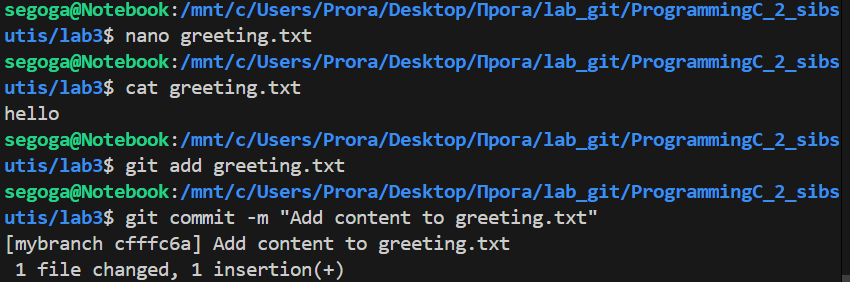 segoga@Notebook:/mnt/c/Users/Prora/Desktop/Прога/lab_git/ProgrammingC_2_sibs
utis/lab3$ nano greeting.txt
segoga@Notebook:/mnt/c/Users/Prora/Desktop/Прога/lab_git/ProgrammingC_2_sibs
utis/lab3$ cat greeting.txt
hello
segoga@Notebook:/mnt/c/Users/Prora/Desktop/Прога/lab_git/ProgrammingC_2_sibs
utis/lab3$ git add greeting.txt
segoga@Notebook:/mnt/c/Users/Prora/Desktop/Прога/lab_git/ProgrammingC_2_sibs
utis/lab3$ git commit -m "Add content to greeting.txt"
[mybranch cfffc6a] Add content to greeting.txt
 1 file changed, 1 insertion(+)